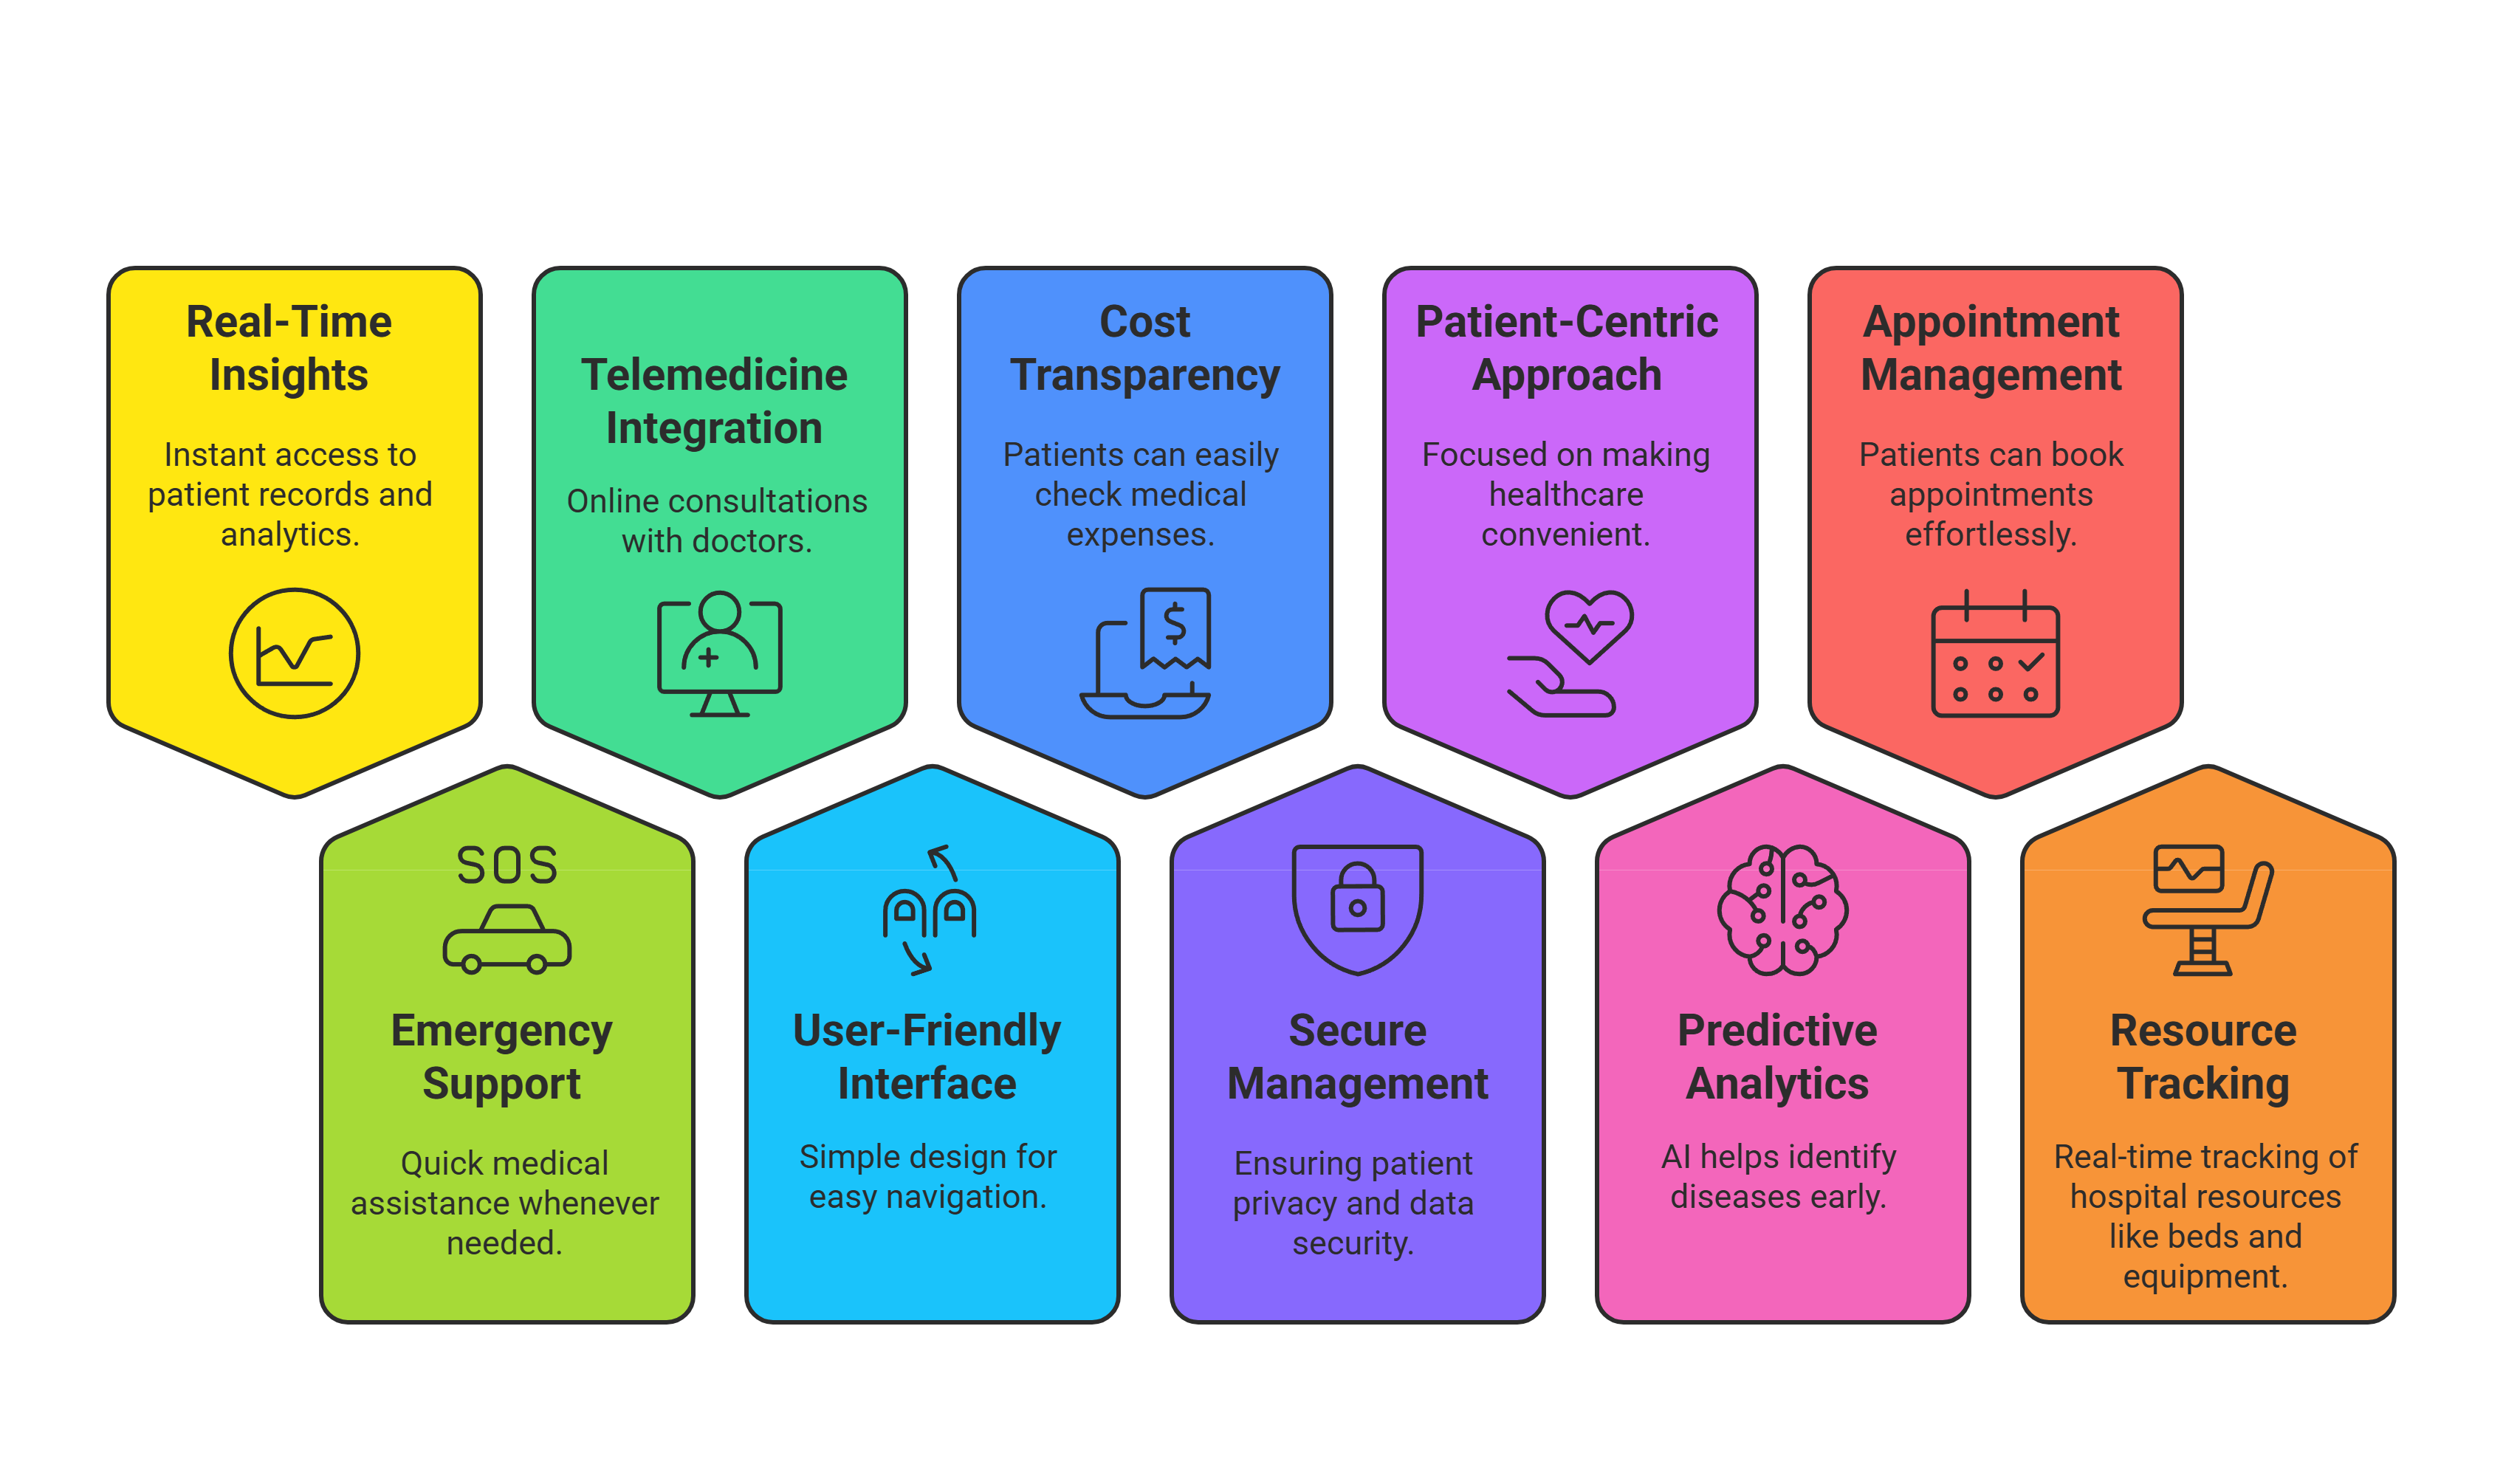 Real-Time
Insights
Instant access to
patient records and
analytics.
Telemedicine
Integration
Online consultations
with doctors.
Cost
Transparency
Patients can easily
check medical
expenses.
$
Patient-Centric
Approach
Focused on making
healthcare
convenient.
Appointment
Management
Patients can book
appointments
effortlessly.
SOS
Emergency
Support
Quick medical
assistance whenever
needed.
User-Friendly
Interface
Simple design for
easy navigation.
Secure
Management
Ensuring patient
privacy and data
security.
Predictive
Analytics
AI helps identify
diseases early.
Resource
Tracking
Real-time tracking of
hospital resources
like beds and
equipment.